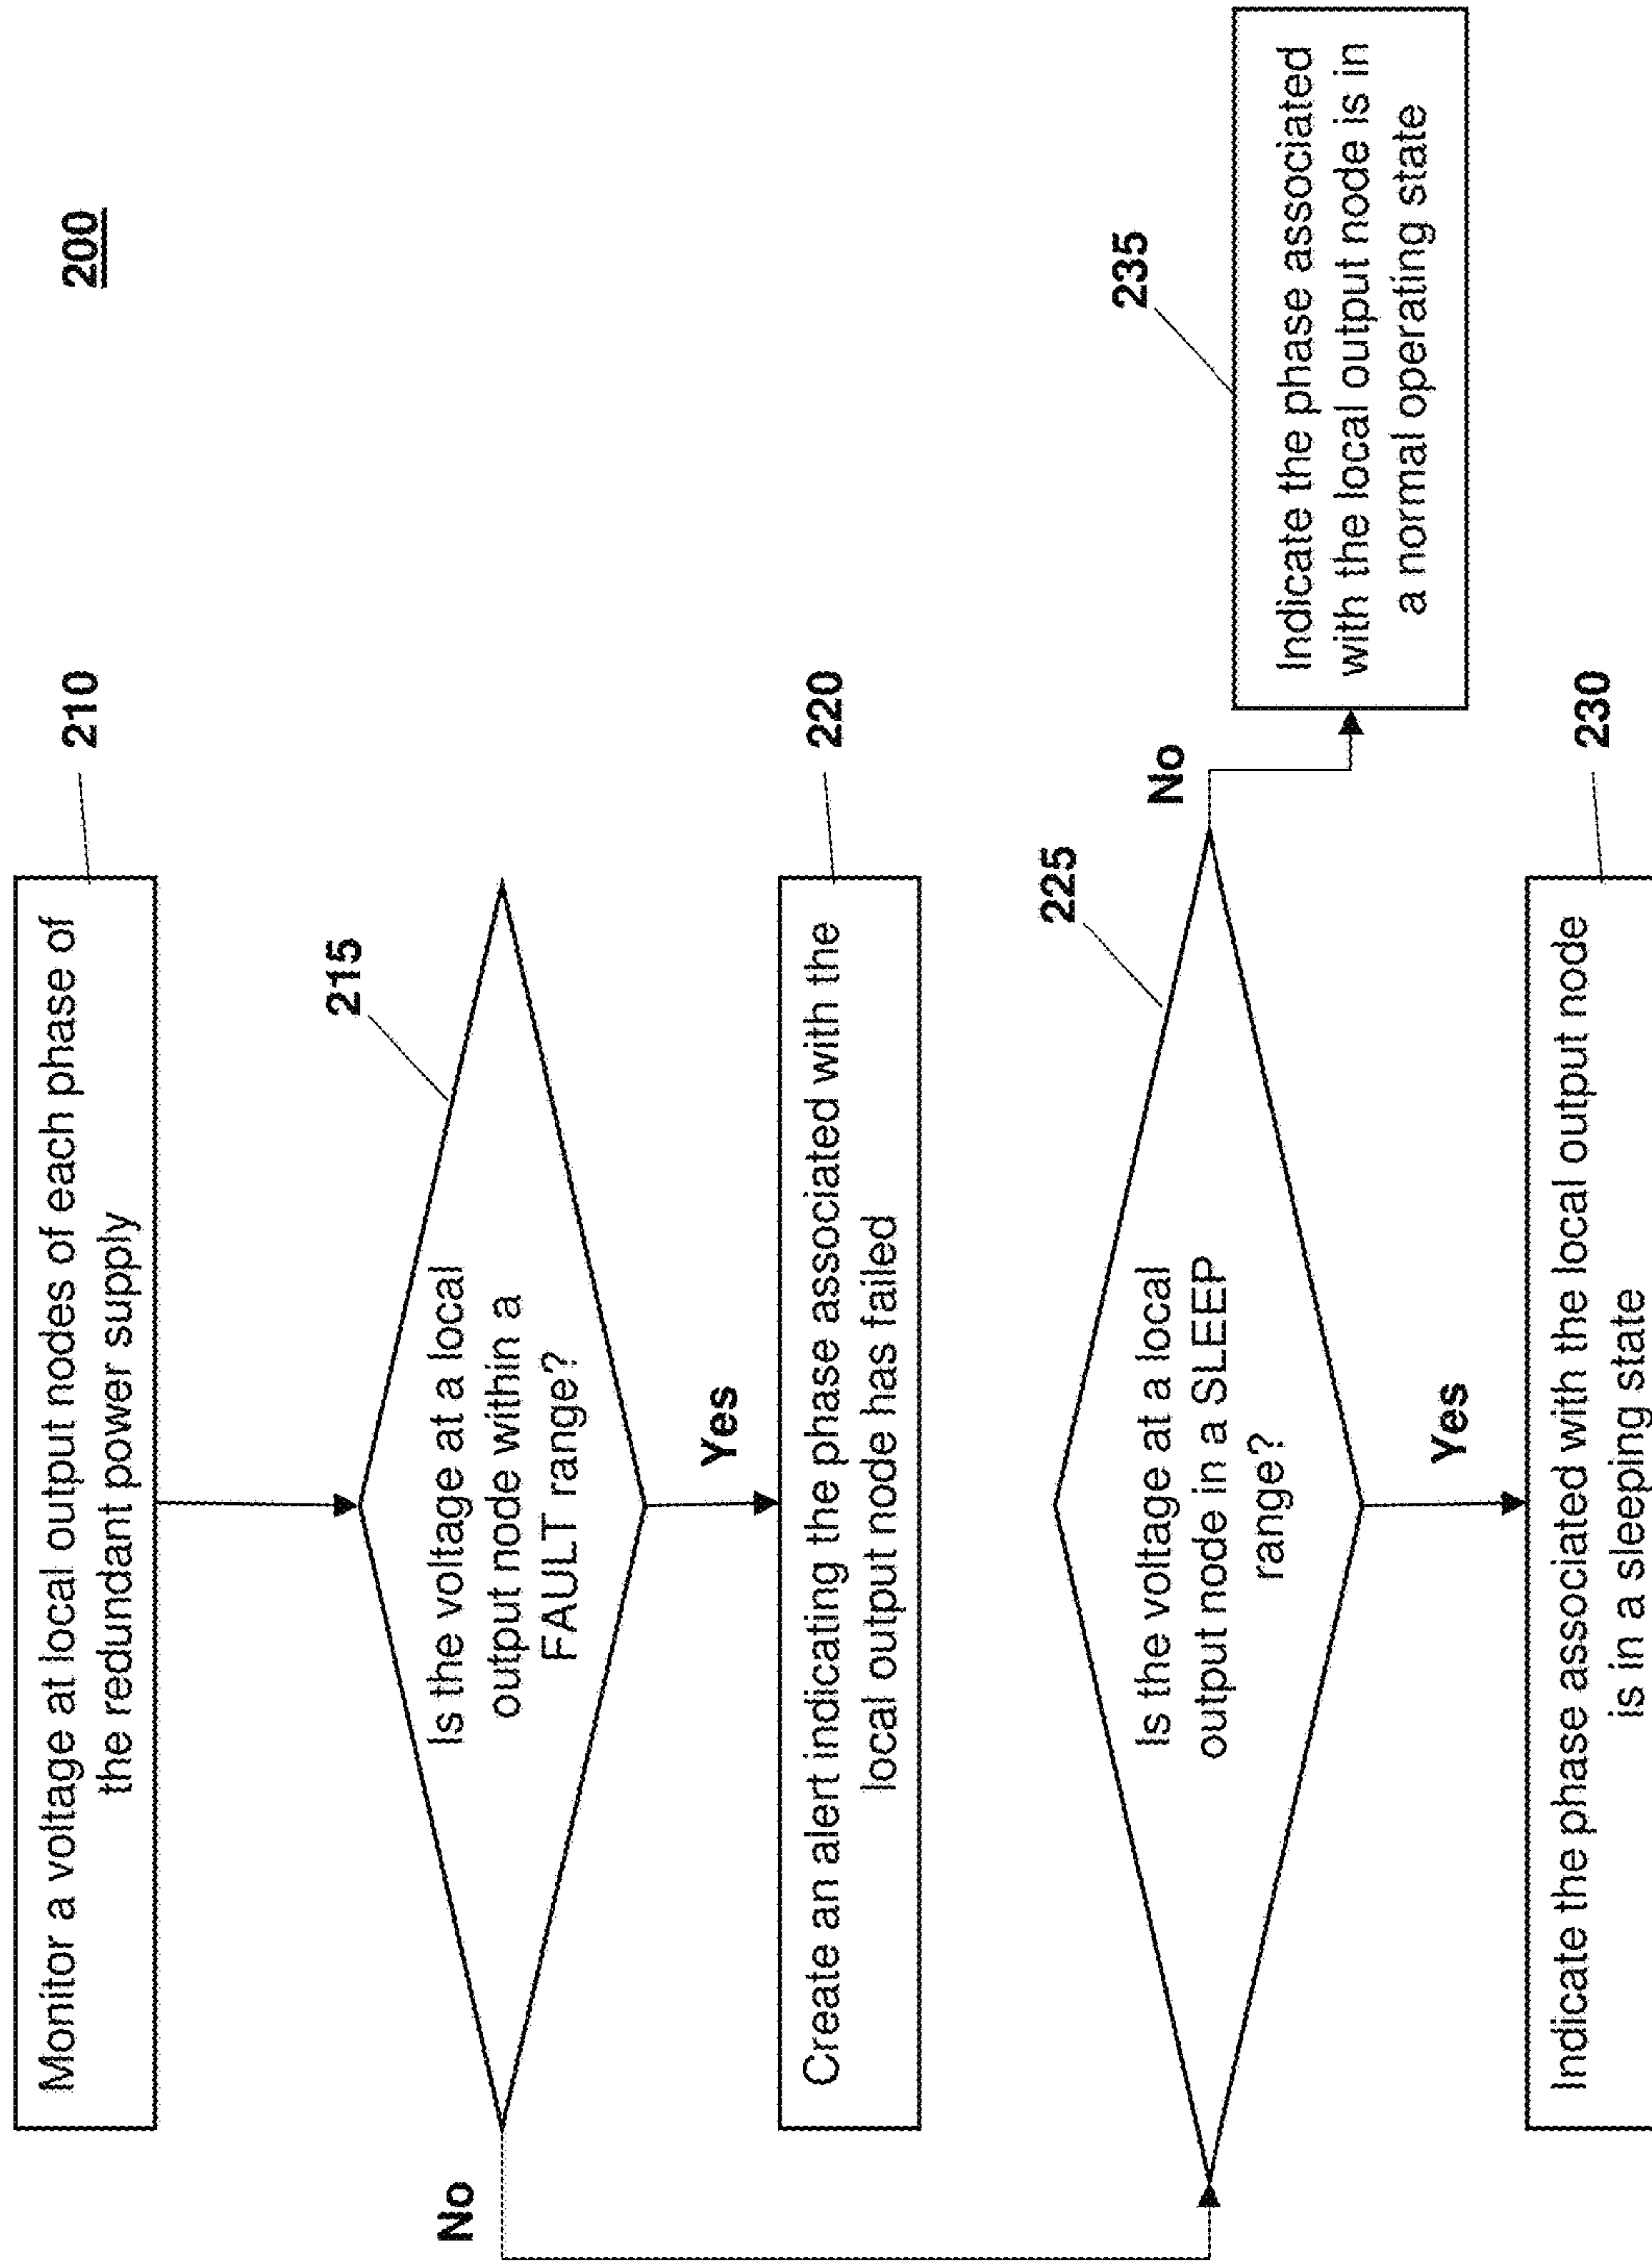 200
210
Monitor a voltage at local output nodes of each phase of
the redundant power supply
215
Is the voltage at a local
output node within a
FAULT range?
No
Yes
220
Create an alert indicating the phase associated with the
local output node has failed
225
Is the voltage at a local
output node in a SLEEP
range?
No
235
Indicate the phase associated
with the local output node is in
a normal operating state
Yes
230
Indicate the phase associated with the local output node
is in a sleeping state